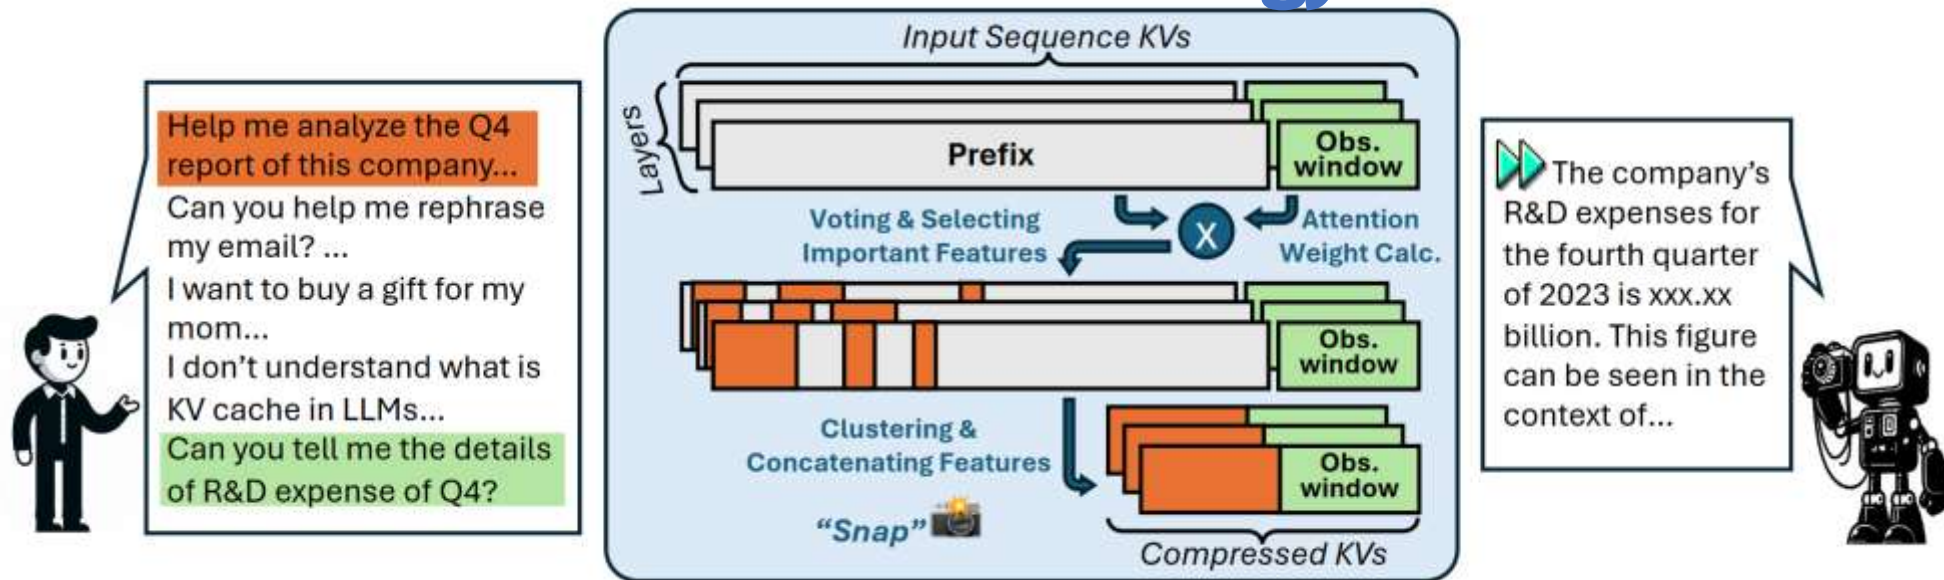 Input Sequence KVs
Help me analyze the Q4
report of this company...
Can you help me rephrase
my email? ...
I want to buy a gift for my
mom...
I don't understand what is
KV cache in LLMs...
Can you tell me the details
of R&D expense of Q4?
Layers
Prefix
Obs.
window
Voting & Selecting
Important Features
X
Attention
Weight Calc.
Obs.
window
Clustering &
Concatenating Features
"Snap"
Obs.
window
Compressed KVs
The company's
R&D expenses for
the fourth quarter
of 2023 is xxx.xx
billion. This figure
can be seen in the
context of...